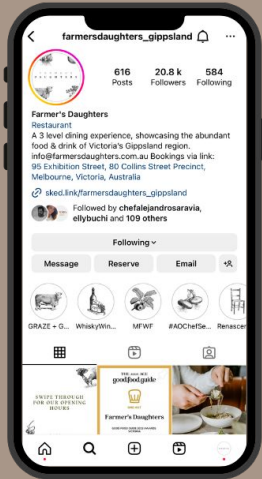 farmersdaughters_gippsland
616
20.8 k
584
Posts
Followers
Following
Farmer's Daughters
Restaurant
A 3 level dining experience, showcasing the abundant
food & drink of Victoria's Gippsland region.
info@farmersdaughters.com.au Bookings via link:
95 Exhibition Street, 80 Collins Street Precinct,
Melbourne, Victoria, Australia
sked.link/farmersdaughters_gippsland
Followed by chefalejandrosaravia,
ellybuchi and 109 others
Following
Message
Reserve
Email
GRAZE + G...
WhiskyWin...
MFWF
#AOChefSe...
Renascer
SWIPE THROUGH
FOR OUR OPENING
HOURS
goodfood.guide
Farmer's Daughters